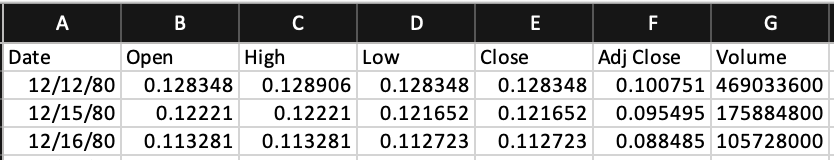 A B C D E F G
Date Open High Low Close Adj Close Volume
12/12/80 0.128348 0.128906 0.128348 0.128348 0.100751 469033600
12/15/80 0.12221 0.12221 0.121652 0.121652 0.095495 175884800
12/16/80 0.113281 0.113281 0.112723 0.112723 0.088485 105728000